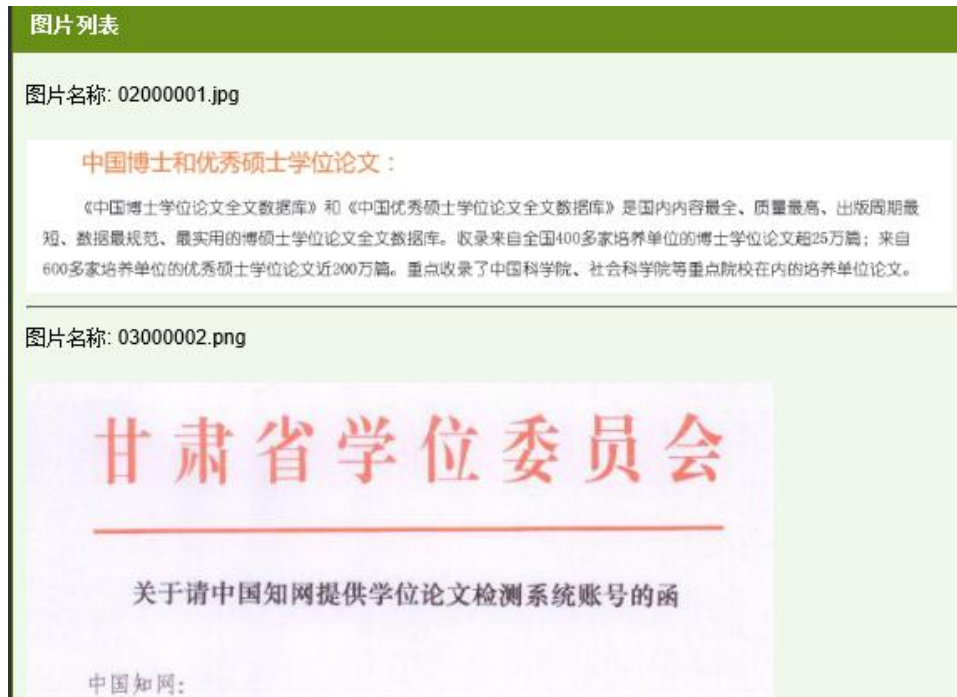 图片列表
图片名称: 02000001.jpg
中国博士和优秀硕士学位论文：
《中国博士学位论文全文数据库》和《中国优秀硕士学位论文全文数据库》是国内内容最全、质量最高、出版周期最
短、数据最规范、最实用的博硕士学位论文全文数据库。收录来自全国400多家培养单位的博士学位论文超25万篇；来自
600多家培养单位的优秀硕士学位论文近200万篇。重点收录了中国科学院、社会科学院等重点院校在内的培养单位论文。
图片名称: 03000002.png
甘肃省学位委员会
关于请中国知网提供学位论文检测系统账号的函
中国知网：